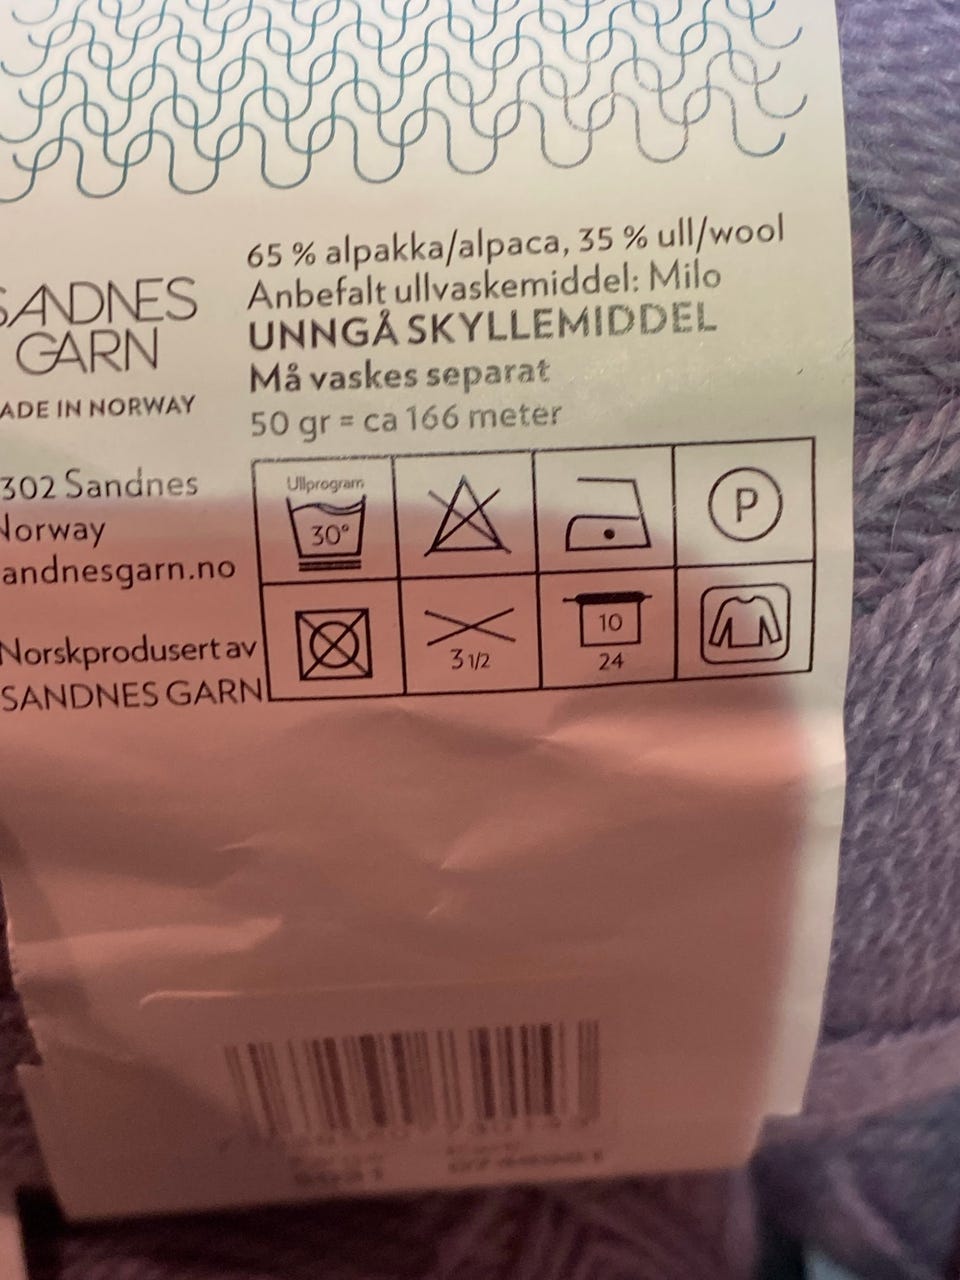 65 % alpakka/alpaca, 35 % ull/wool
Anbefalt ullvaskemiddel: Milo
UNNGÅ SKYLLEMIDDEL
Må vaskes separat
50 gr = ca 166 meter
SANDNES
GARN
ADE IN NORWAY
302 Sandnes
Norway
andnesgarn.no
Norskprodusert av
SANDNES GARN
Ullprogram
30°
P
3 1/2
10
24